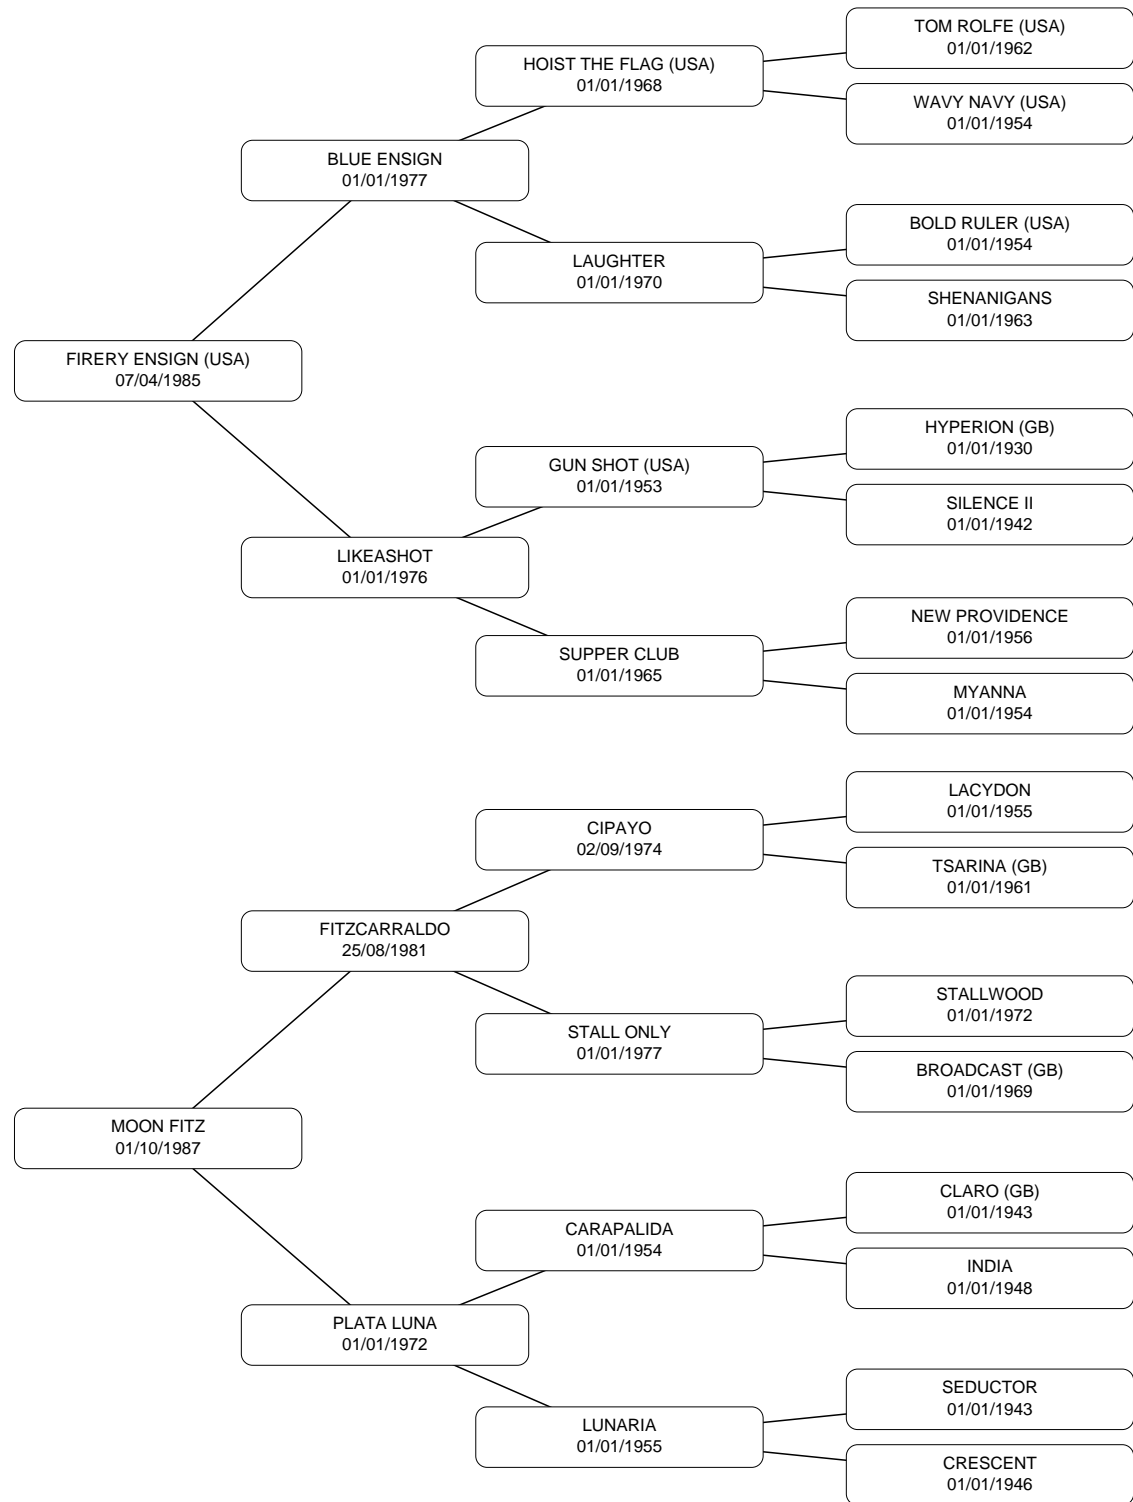 TOM ROLFE (USA)
01/01/1962
HOIST THE FLAG (USA)
01/01/1968
WAVY NAVY (USA)
01/01/1954
BLUE ENSIGN
01/01/1977
BOLD RULER (USA)
01/01/1954
LAUGHTER
01/01/1970
SHENANIGANS
01/01/1963
FIRERY ENSIGN (USA)
07/04/1985
HYPERION (GB)
01/01/1930
GUN SHOT (USA)
01/01/1953
SILENCE II
01/01/1942
LIKEASHOT
01/01/1976
NEW PROVIDENCE
01/01/1956
SUPPER CLUB
01/01/1965
MYANNA
01/01/1954
LACYDON
01/01/1955
CIPAYO
02/09/1974
TSARINA (GB)
01/01/1961
FITZCARRALDO
25/08/1981
STALLWOOD
01/01/1972
STALL ONLY
01/01/1977
BROADCAST (GB)
01/01/1969
MOON FITZ
01/10/1987
CLARO (GB)
01/01/1943
CARAPALIDA
01/01/1954
INDIA
01/01/1948
PLATA LUNA
01/01/1972
SEDUCTOR
01/01/1943
LUNARIA
01/01/1955
CRESCENT
01/01/1946